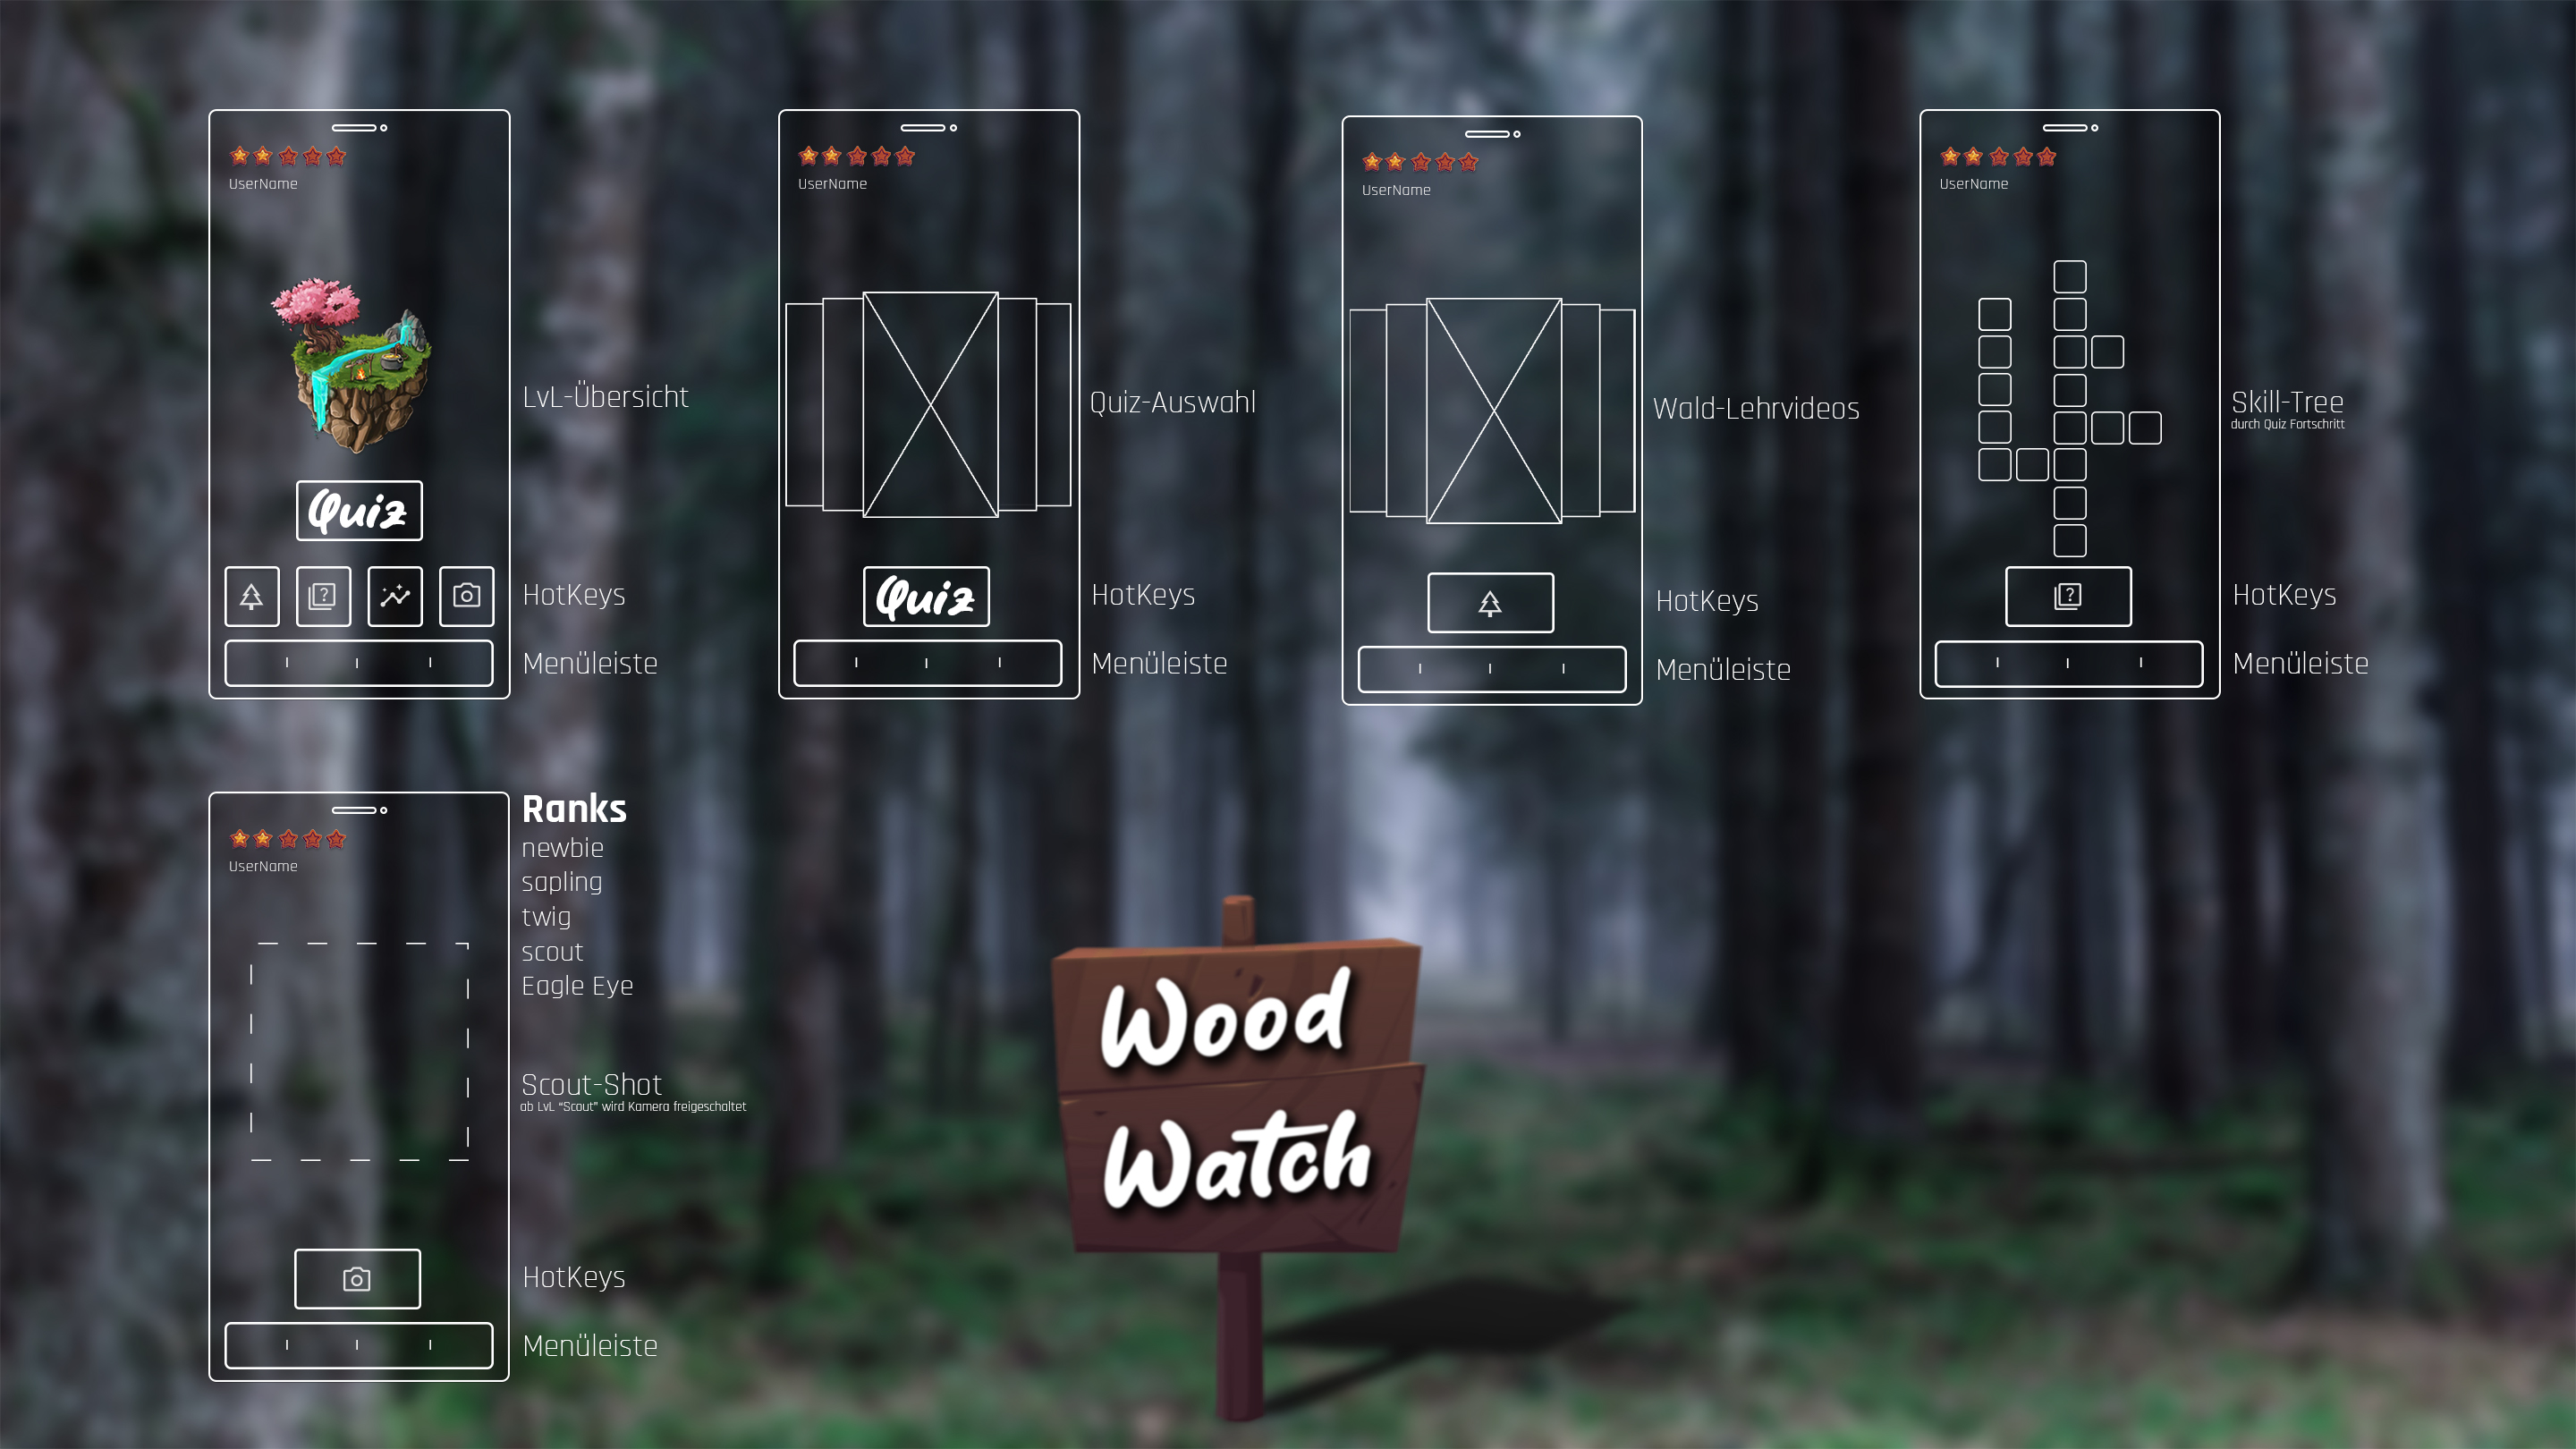 UserName
LvL-Übersicht
Quiz
HotKeys
Menüleiste
UserName
Quiz-Auswahl
Quiz
HotKeys
Menüleiste
UserName
Wald-Lehrvideos
HotKeys
Menüleiste
UserName
Skill-Tree
durch Quiz Fortschritt
HotKeys
Menüleiste
UserName
Ranks
newbie
sapling
twig
scout
Eagle Eye
Scout-Shot
ab LvL "Scout" wird Kamera freigeschaltet
HotKeys
Menüleiste
Wood
Watch